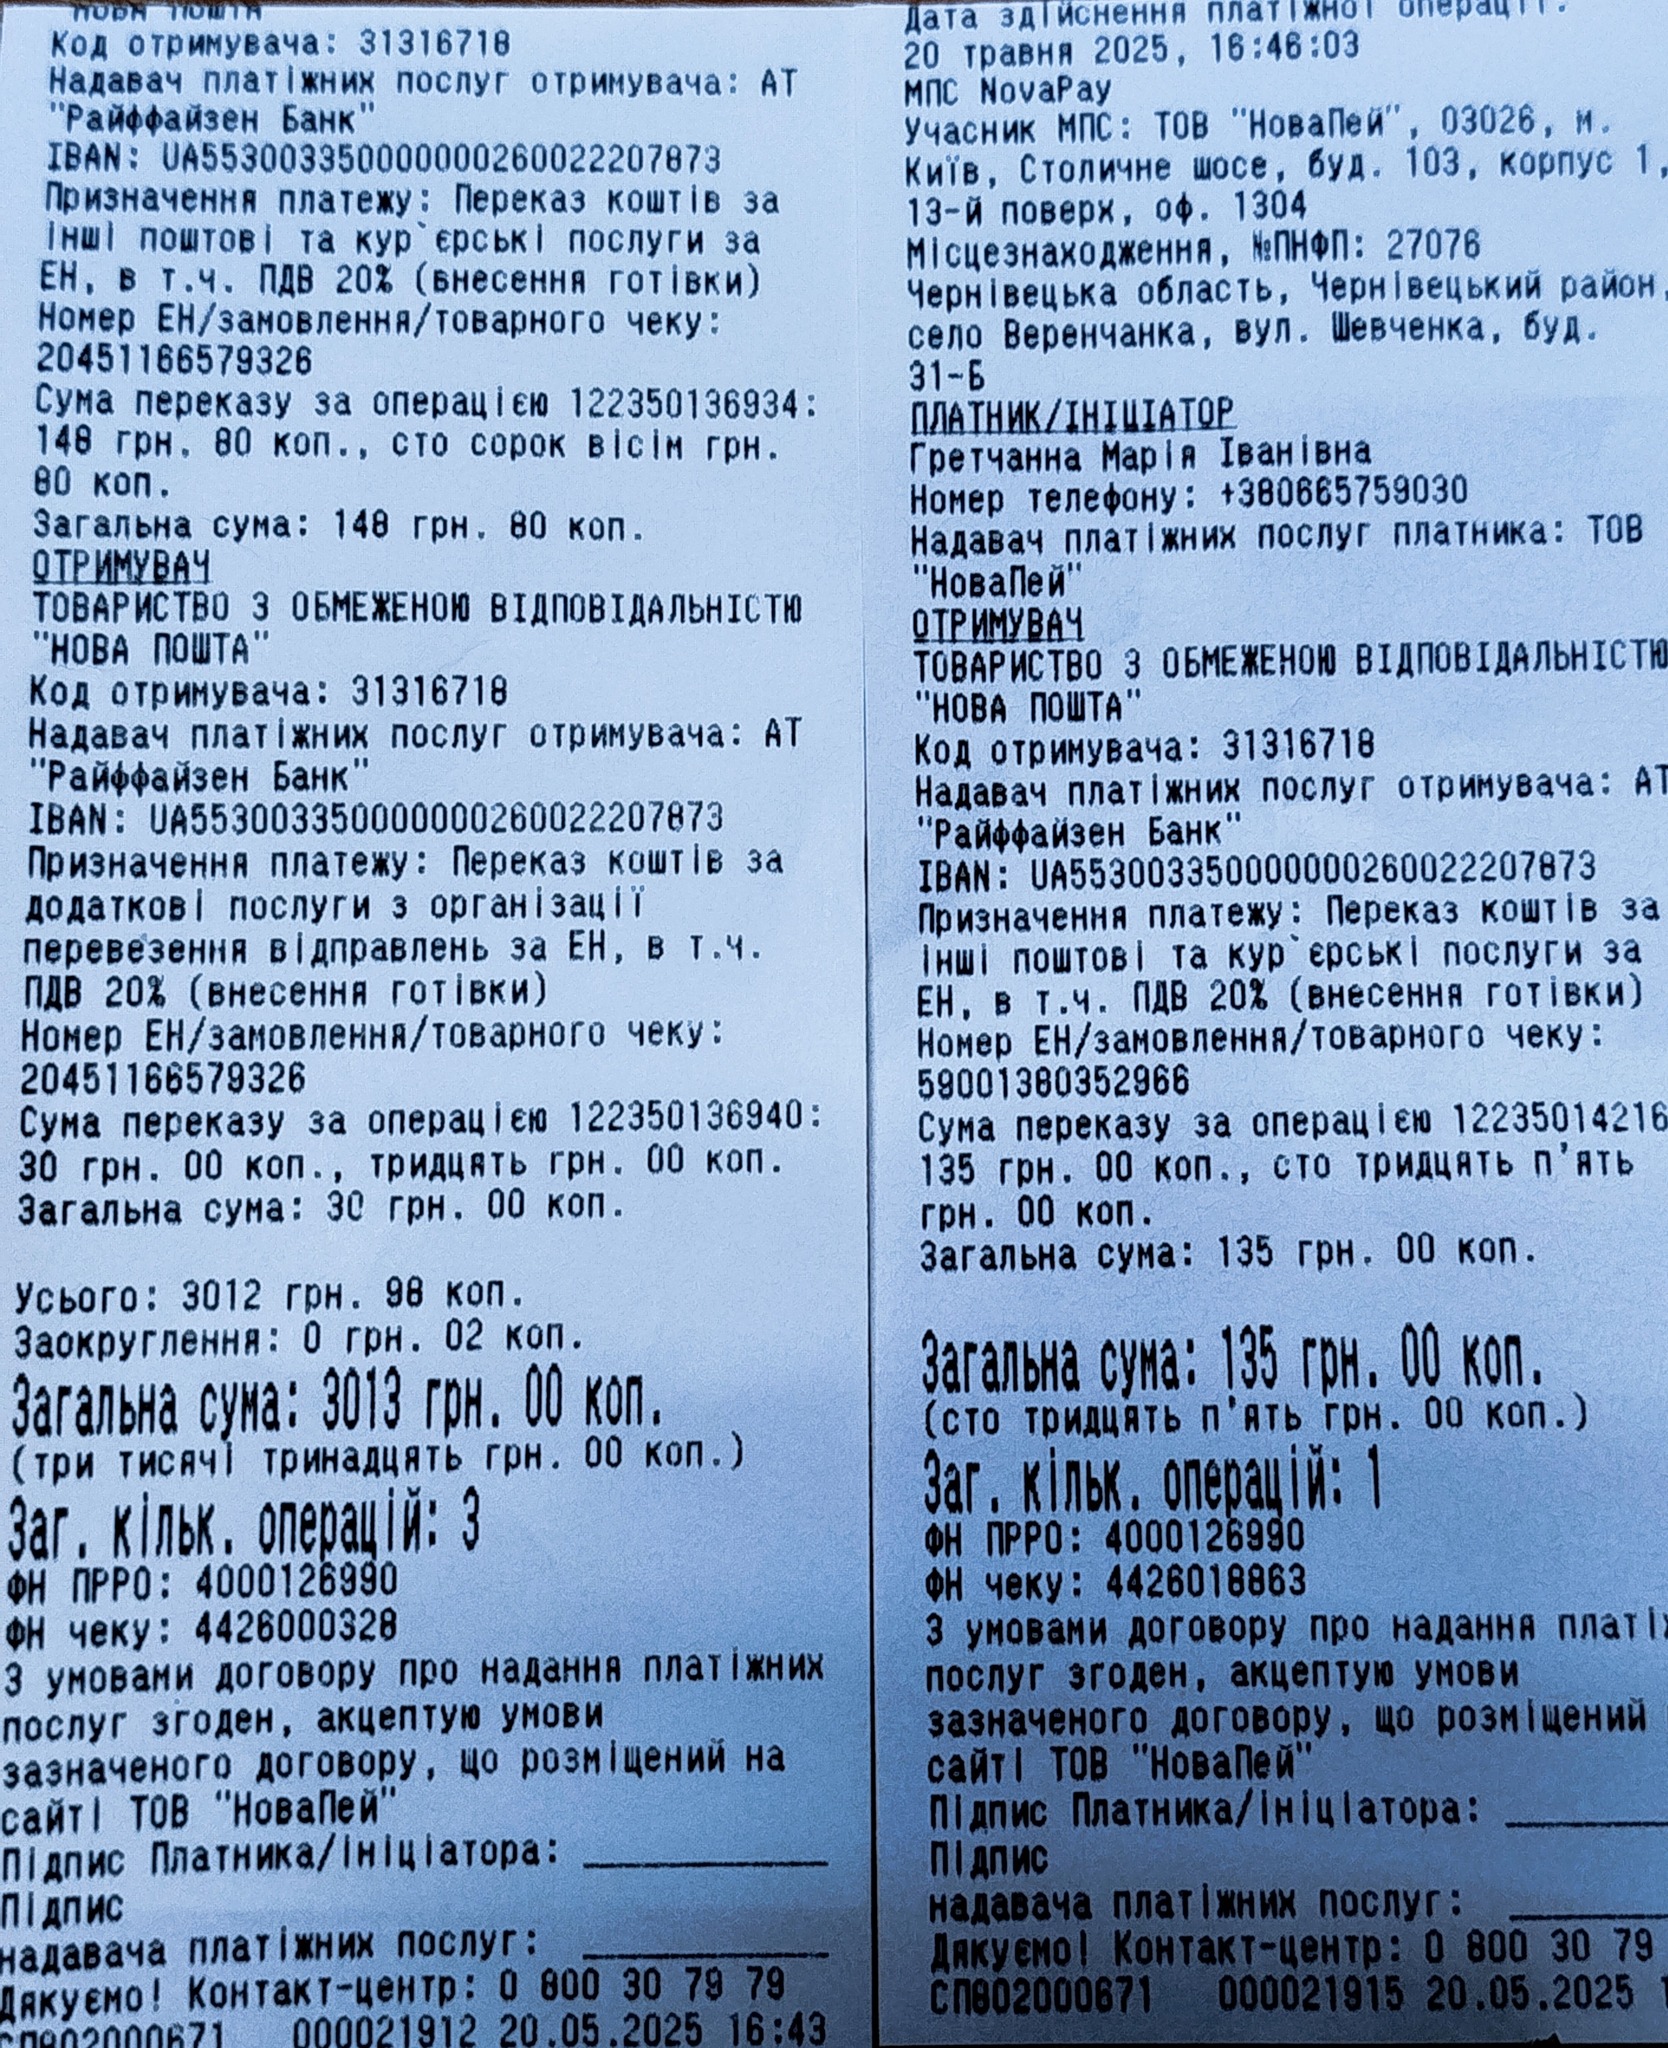 НОВА ПОШТА
Код отримувача: 31316718
Надавач платіжних послуг отримувача: АТ
"Райффайзен Банк"
IBAN: UA553003350000000260022207873
Призначення платежу: Переказ коштів за
інші поштові та кур`єрські послуги за
ЕН, в т.ч. ПДВ 20% (внесення готівки)
Номер ЕН/замовлення/товарного чеку:
20451166579326
Сума переказу за операцією 122350136934:
148 грн. 80 коп., сто сорок вісім грн.
80 коп.
Загальна сума: 148 грн. 80 коп.
ОТРИМУВАЧ
ТОВАРИСТВО З ОБМЕЖЕНОЮ ВІДПОВІДАЛЬНІСТЮ
"НОВА ПОШТА"
Код отримувача: 31316718
Надавач платіжних послуг отримувача: АТ
"Райффайзен Банк"
IBAN: UA553003350000000260022207873
Призначення платежу: Переказ коштів за
додаткові послуги з організації
перевезення відправлень за ЕН, в т.ч.
ПДВ 20% (внесення готівки)
Номер ЕН/замовлення/товарного чеку:
20451166579326
Сума переказу за операцією 122350136940:
30 грн. 00 коп., тридцять грн. 00 коп.
Загальна сума: 30 грн. 00 коп.
Усього: 3012 грн. 98 коп.
Заокруглення: 0 грн. 02 коп.
Загальна сума: 3013 грн. 00 коп.
(три тисячі тринадцять грн. 00 коп.)
Заг. кільк. операцій: 3
ФН ПРРО: 4000126990
ФН чеку: 4426000328
З умовами договору про надання платіжних
послуг згоден, акцептую умови
зазначеного договору, що розміщений на
сайті ТОВ "НоваПей"
Підпис Платника/Ініціатора:
Підпис
надавача платіжних послуг:
Дякуємо! Контакт-центр: 0 800 30 79 79
СП802000671 000021912 20.05.2025 16:43
Дата здійснення платіжної операції:
20 травня 2025, 16:46:03
МПС NovaPay
Учасник МПС: ТОВ "НоваПей", 03026, м.
Київ, Столичне шосе, буд. 103, корпус 1,
13-й поверх, оф. 1304
Місцезнаходження, №ПНФП: 27076
Чернівецька область, Чернівецький район,
село Веренчанка, вул. Шевченка, буд.
31-Б
ПЛАТНИК/ІНІЦІАТОР
Гретчанна Марія Іванівна
Номер телефону: +380665759030
Надавач платіжних послуг платника: ТОВ
"НоваПей"
ОТРИМУВАЧ
ТОВАРИСТВО З ОБМЕЖЕНОЮ ВІДПОВІДАЛЬНІСТЮ
"НОВА ПОШТА"
Код отримувача: 31316718
Надавач платіжних послуг отримувача: АТ
"Райффайзен Банк"
IBAN: UA553003350000000260022207873
Призначення платежу: Переказ коштів за
інші поштові та кур`єрські послуги за
ЕН, в т.ч. ПДВ 20% (внесення готівки)
Номер ЕН/замовлення/товарного чеку:
59001380352966
Сума переказу за операцією 12235014216
135 грн. 00 коп., сто тридцять п'ять
грн. 00 коп.
Загальна сума: 135 грн. 00 коп.
Загальна сума: 135 грн. 00 коп.
(сто тридцять п'ять грн. 00 коп.)
Заг. кільк. операцій: 1
ФН ПРРО: 4000126990
ФН чеку: 4426018863
З умовами договору про надання платіж
послуг згоден, акцептую умови
зазначеного договору, що розміщений
сайті ТОВ "НоваПей"
Підпис Платника/Ініціатора:
Підпис
надавача платіжних послуг:
Дякуємо! Контакт-центр: 0 800 30 79
СП802000671 000021915 20.05.2025